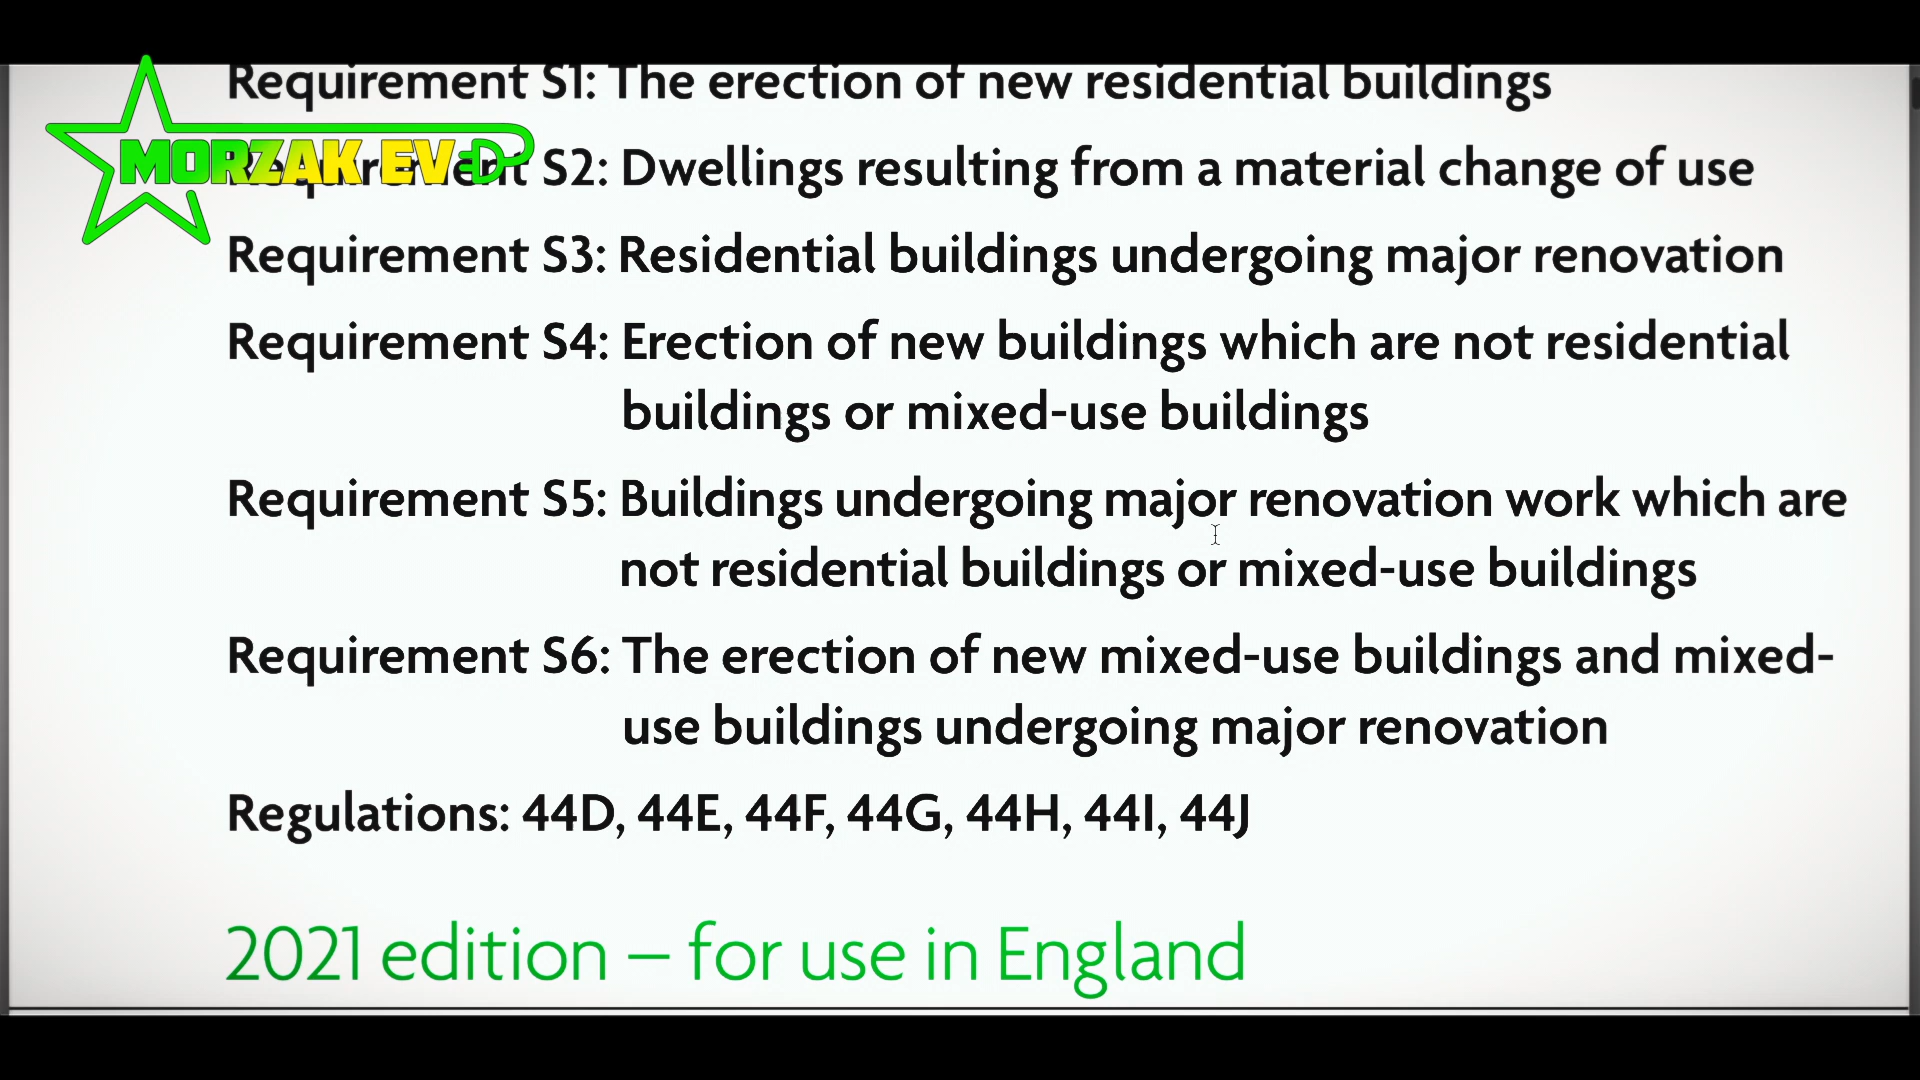 Requirement S1: The erection of new residential buildings
MORZAK EV
Requirement S2: Dwellings resulting from a material change of use
Requirement S3: Residential buildings undergoing major renovation
Requirement S4: Erection of new buildings which are not residential
buildings or mixed-use buildings
Requirement S5: Buildings undergoing major renovation work which are
not residential buildings or mixed-use buildings
Requirement S6: The erection of new mixed-use buildings and mixed-
use buildings undergoing major renovation
Regulations: 44D, 44E, 44F, 44G, 44H, 44I, 44J
2021 edition – for use in England